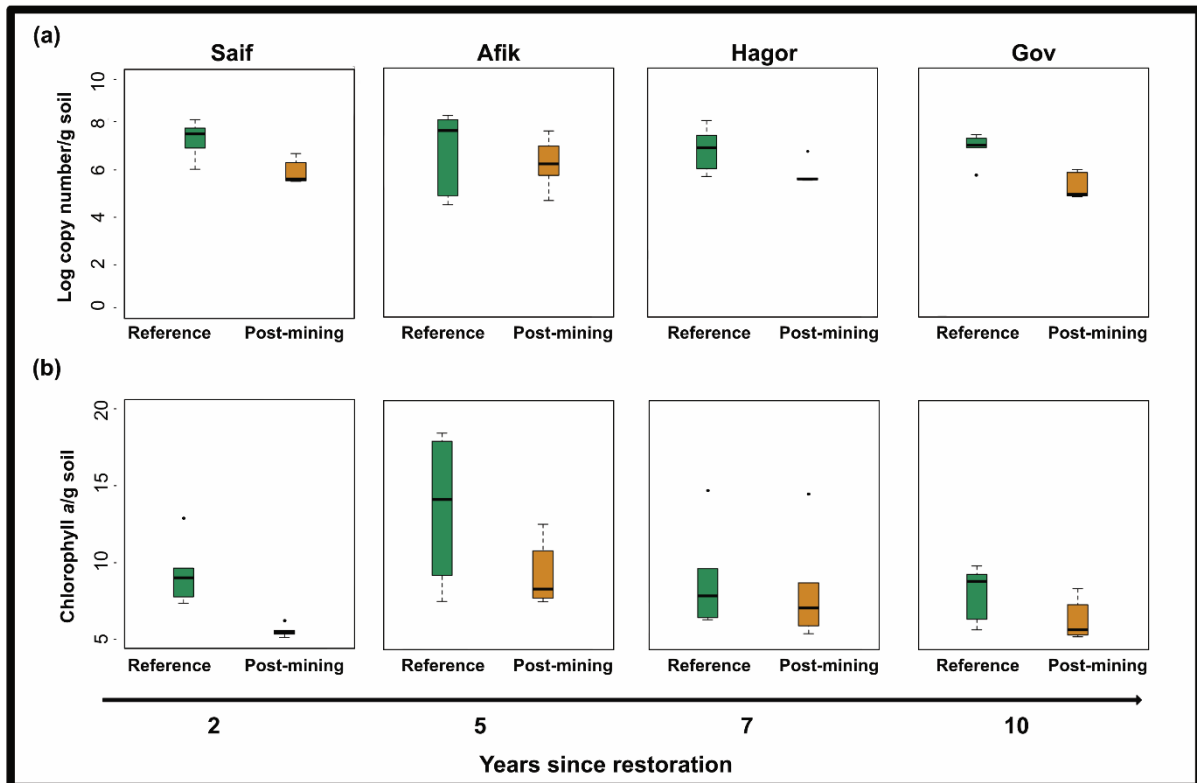 (a)
Saif Afik Hagor Gov
Log copy number/g soil
10
8
6
4
2
0
Reference Post-mining Reference Post-mining Reference Post-mining Reference Post-mining
(b)
Chlorophyll a/g soil
20
15
10
5
Reference Post-mining Reference Post-mining Reference Post-mining Reference Post-mining
2 5 7 10
Years since restoration